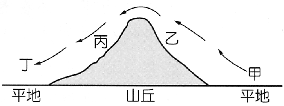 丙 乙
丁 甲
平地 山丘 平地